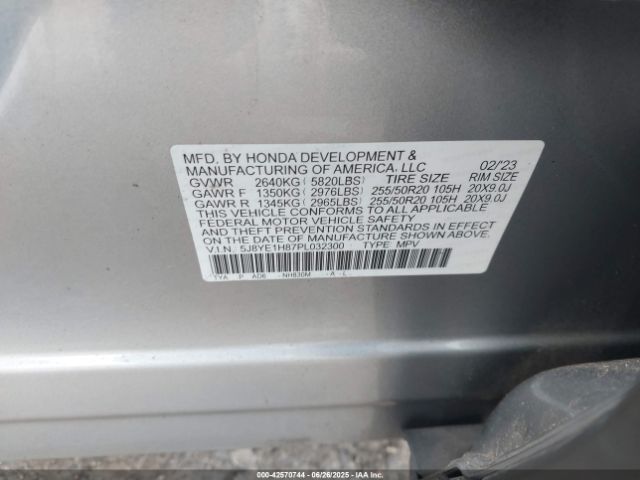 MFD. BY HONDA DEVELOPMENT &
MANUFACTURING OF AMERICA, LLC 02/'23
GVWR 2640KG( 5820LBS) TIRE SIZE RIM SIZE
GAWR F 1350KG( 2976LBS) 255/50R20 105H 20X9.0J
GAWR R 1345KG( 2965LBS) 255/50R20 105H 20X9.0J
THIS VEHICLE CONFORMS TO ALL APPLICABLE
FEDERAL MOTOR VEHICLE SAFETY
AND THEFT PREVENTION STANDARDS IN EFFECT
ON THE DATE OF MANUFACTURE SHOWN ABOVE.
V.I.N. 5J8YE1H87PL032300 TYPE MPV
TYA -P A06 -NH830M -A -L
000-42570744 | 06/26/2025 - IAA Inc.